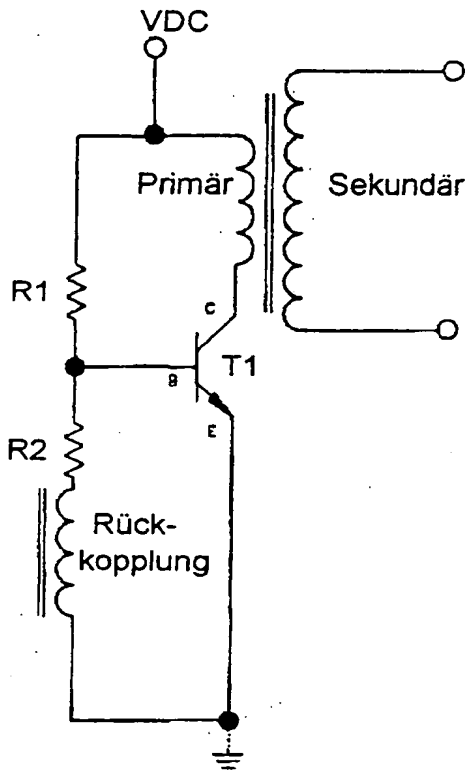 VDC
Primär
Sekundär
R1
C
B
T1
E
R2
Rück-
kopplung